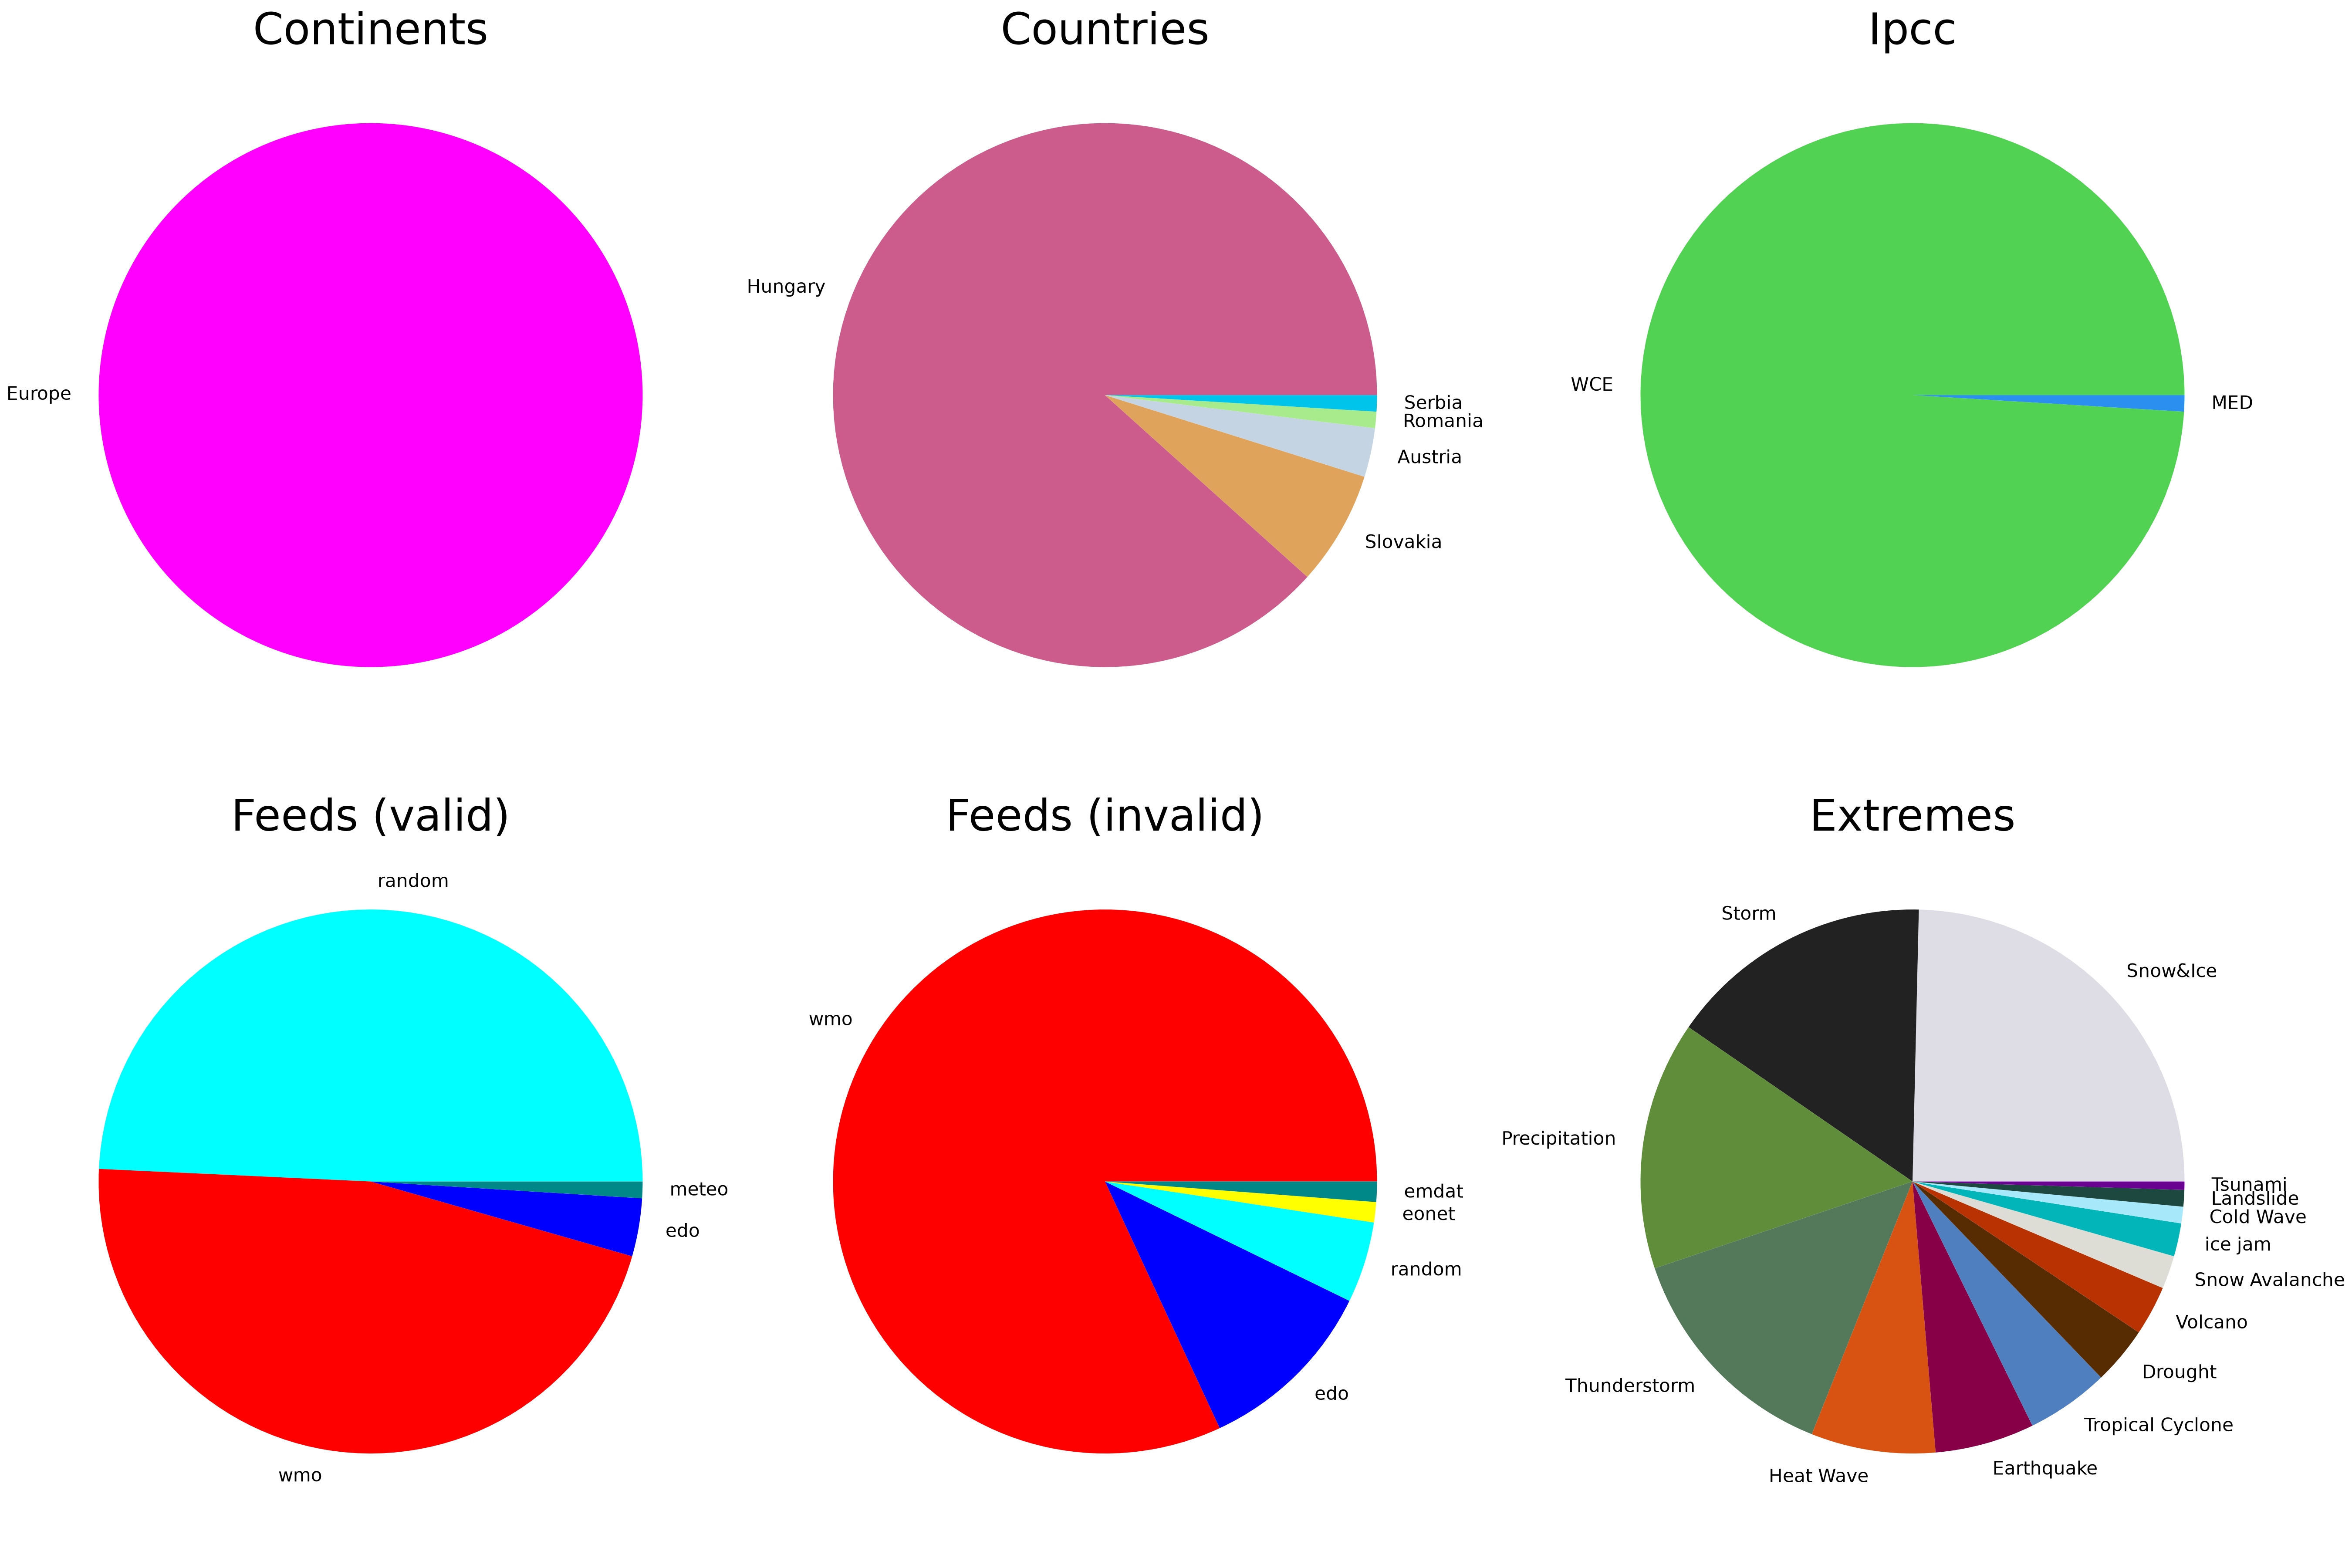 Continents
Europe
Countries
Hungary
Serbia
Romania
Austria
Slovakia
Ipcc
WCE
MED
Feeds (valid)
random
meteo
edo
wmo
Feeds (invalid)
wmo
emdat
eonet
random
edo
Extremes
Storm
Snow&Ice
Precipitation
Tsunami
Landslide
Cold Wave
ice jam
Snow Avalanche
Volcano
Drought
Thunderstorm
Tropical Cyclone
Earthquake
Heat Wave